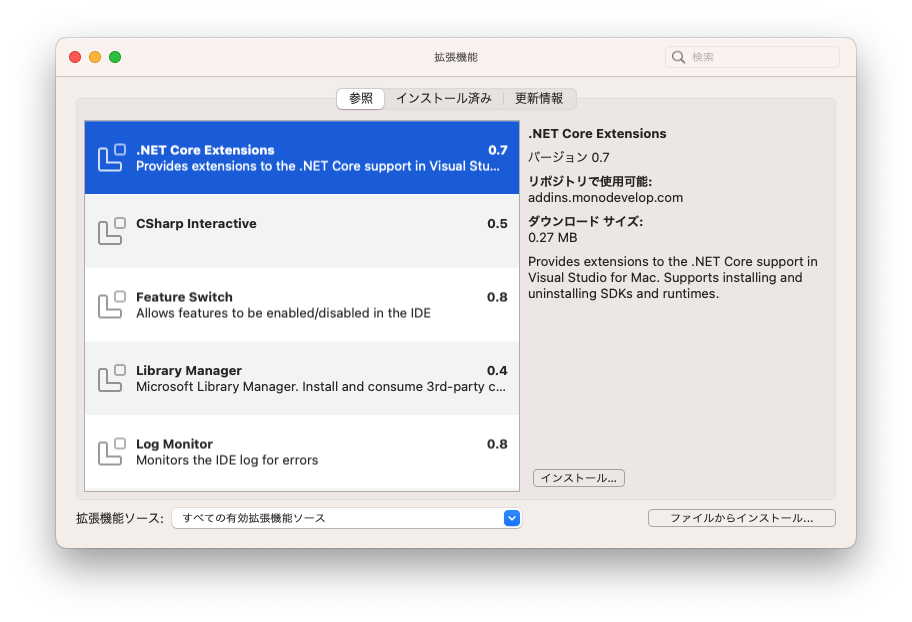 拡張機能
検索
参照
インストール済み
更新情報
.NET Core Extensions 0.7
Provides extensions to the .NET Core support in Visual Stu...
CSharp Interactive 0.5
Feature Switch 0.8
Allows features to be enabled/disabled in the IDE
Library Manager 0.4
Microsoft Library Manager. Install and consume 3rd-party c...
Log Monitor 0.8
Monitors the IDE log for errors
.NET Core Extensions
バージョン 0.7
リポジトリで使用可能:
addins.monodevelop.com
ダウンロード サイズ:
0.27 MB
Provides extensions to the .NET Core support in
Visual Studio for Mac. Supports installing and
uninstalling SDKs and runtimes.
インストール...
拡張機能ソース: すべての有効拡張機能ソース
ファイルからインストール...